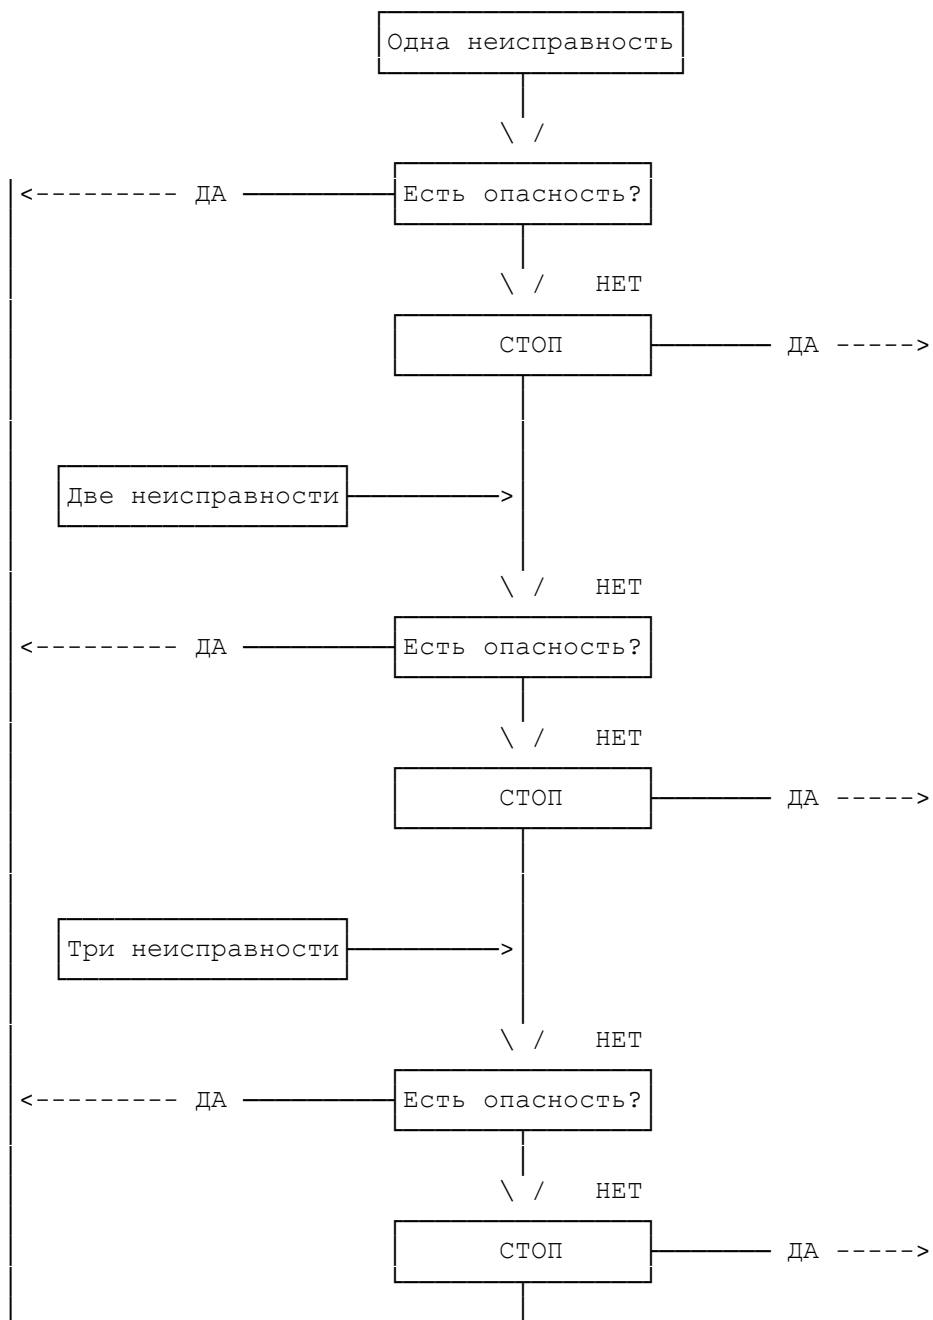 Одна неисправность
\ /
<--------- ДА Есть опасность?
\ / НЕТ
СТОП ДА ----->
Две неисправности >
\ / НЕТ
<--------- ДА Есть опасность?
\ / НЕТ
СТОП ДА ----->
Три неисправности >
\ / НЕТ
<--------- ДА Есть опасность?
\ / НЕТ
СТОП ДА ----->